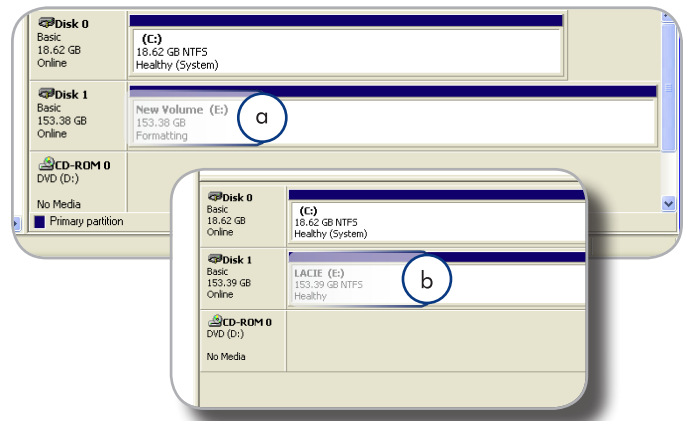 Disk 0
Basic
18.62 GB
Online
(C:)
18.62 GB NTFS
Healthy (System)
Disk 1
Basic
153.38 GB
Online
New Volume (E:)
153.38 GB
Formatting
a
CD-ROM 0
DVD (D:)
No Media
Primary partition
Disk 0
Basic
18.62 GB
Online
(C:)
18.62 GB NTFS
Healthy (System)
Disk 1
Basic
153.39 GB
Online
LACIE (E:)
153.39 GB NTFS
Healthy
b
CD-ROM 0
DVD (D:)
No Media